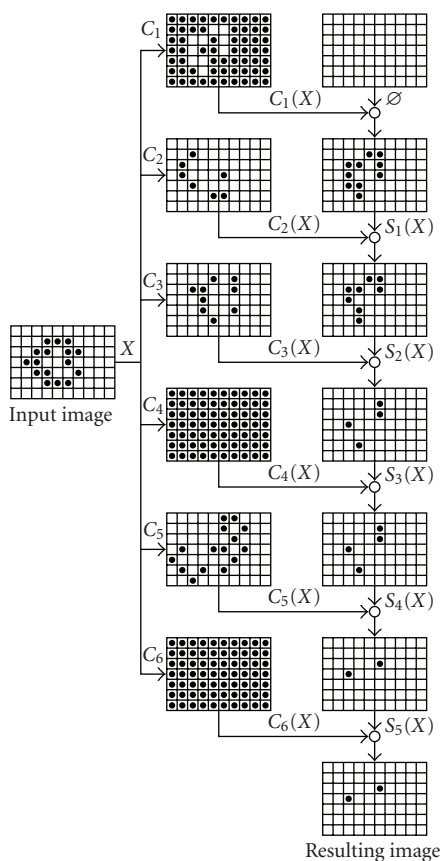 C1
C1(X)
∅
C2
C2(X)
S1(X)
C3
C3(X)
S2(X)
X
Input image
C4
C4(X)
S3(X)
C5
C5(X)
S4(X)
C6
C6(X)
S5(X)
Resulting image